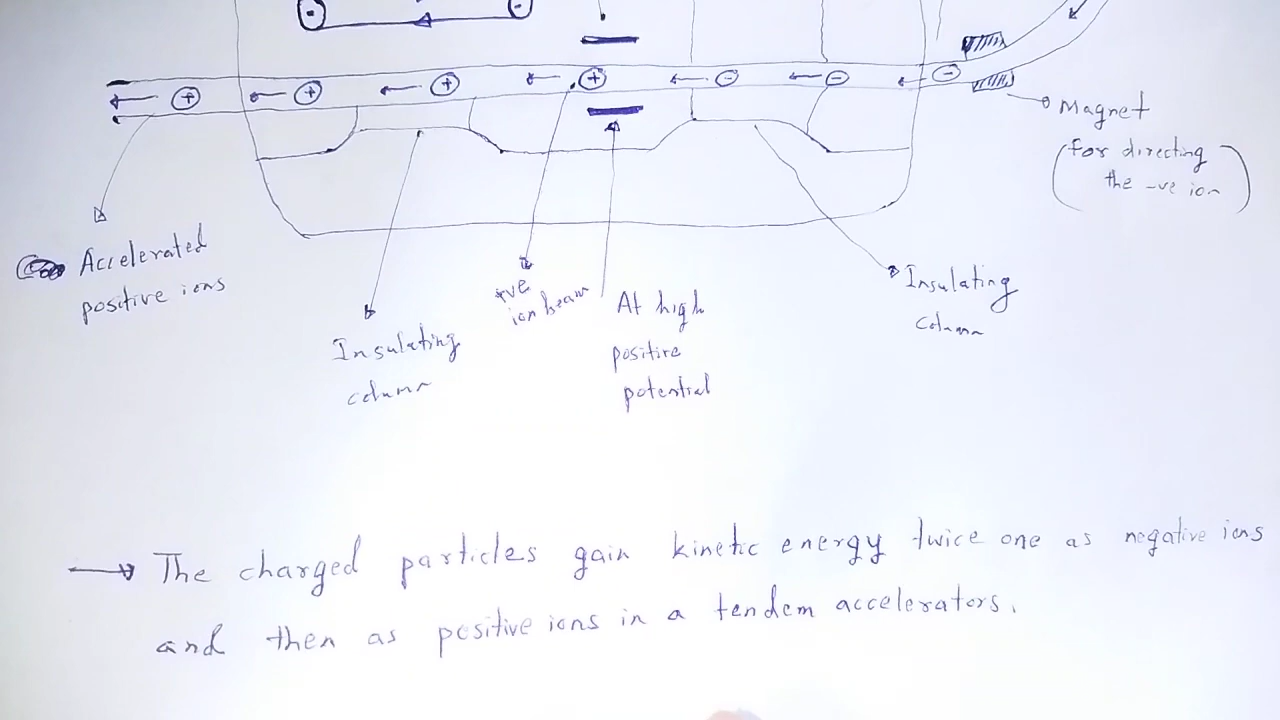 Magnet
(for directing
the -ve ion)
Accelerated
positive ions
Insulating
column
+ve
ion beam
At high
positive
potential
Insulating
column
→ The charged particles gain kinetic energy twice one as negative ions
and then as positive ions in a tendem accelerators.